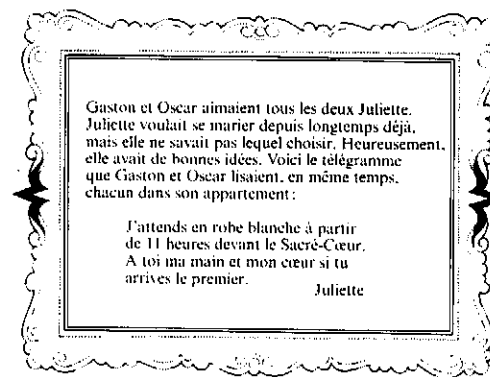 Gaston et Oscar aimaient tous les deux Juliette.
Juliette voulait se marier depuis longtemps déjà,
mais elle ne savait pas lequel choisir. Heureusement,
elle avait de bonnes idées. Voici le télégramme
que Gaston et Oscar lisaient, en même temps,
chacun dans son appartement :
J'attends en robe blanche à partir
de 11 heures devant le Sacré-Cœur.
A toi ma main et mon cœur si tu
arrives le premier.
Juliette